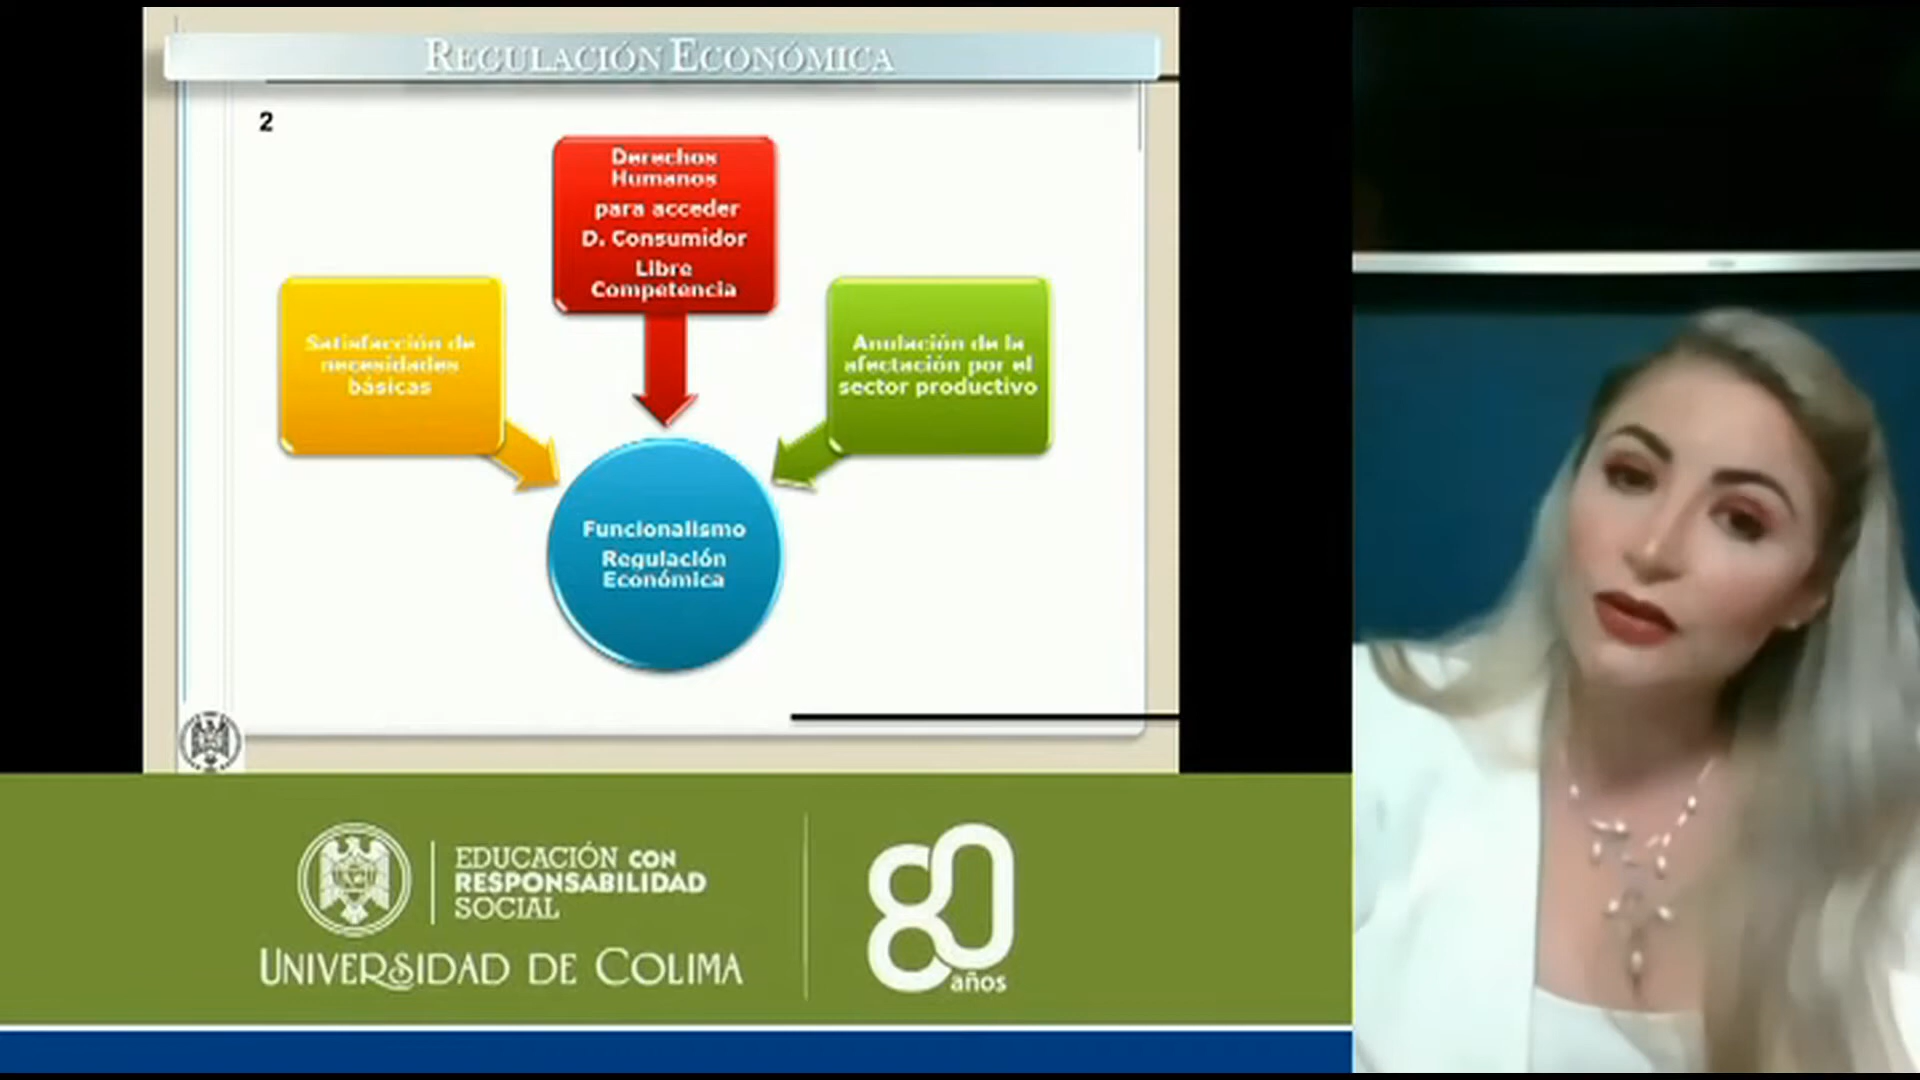 REGULACIÓN ECONÓMICA
2
Derechos
Humanos
para acceder
D. Consumidor
Libre
Competencia
Satisfacción de
necesidades
básicas
Anulación de la
afectación por el
sector productivo
Funcionalismo
Regulación
Económica
EDUCACIÓN CON
RESPONSABILIDAD
SOCIAL
UNIVERSIDAD DE COLIMA
80
años